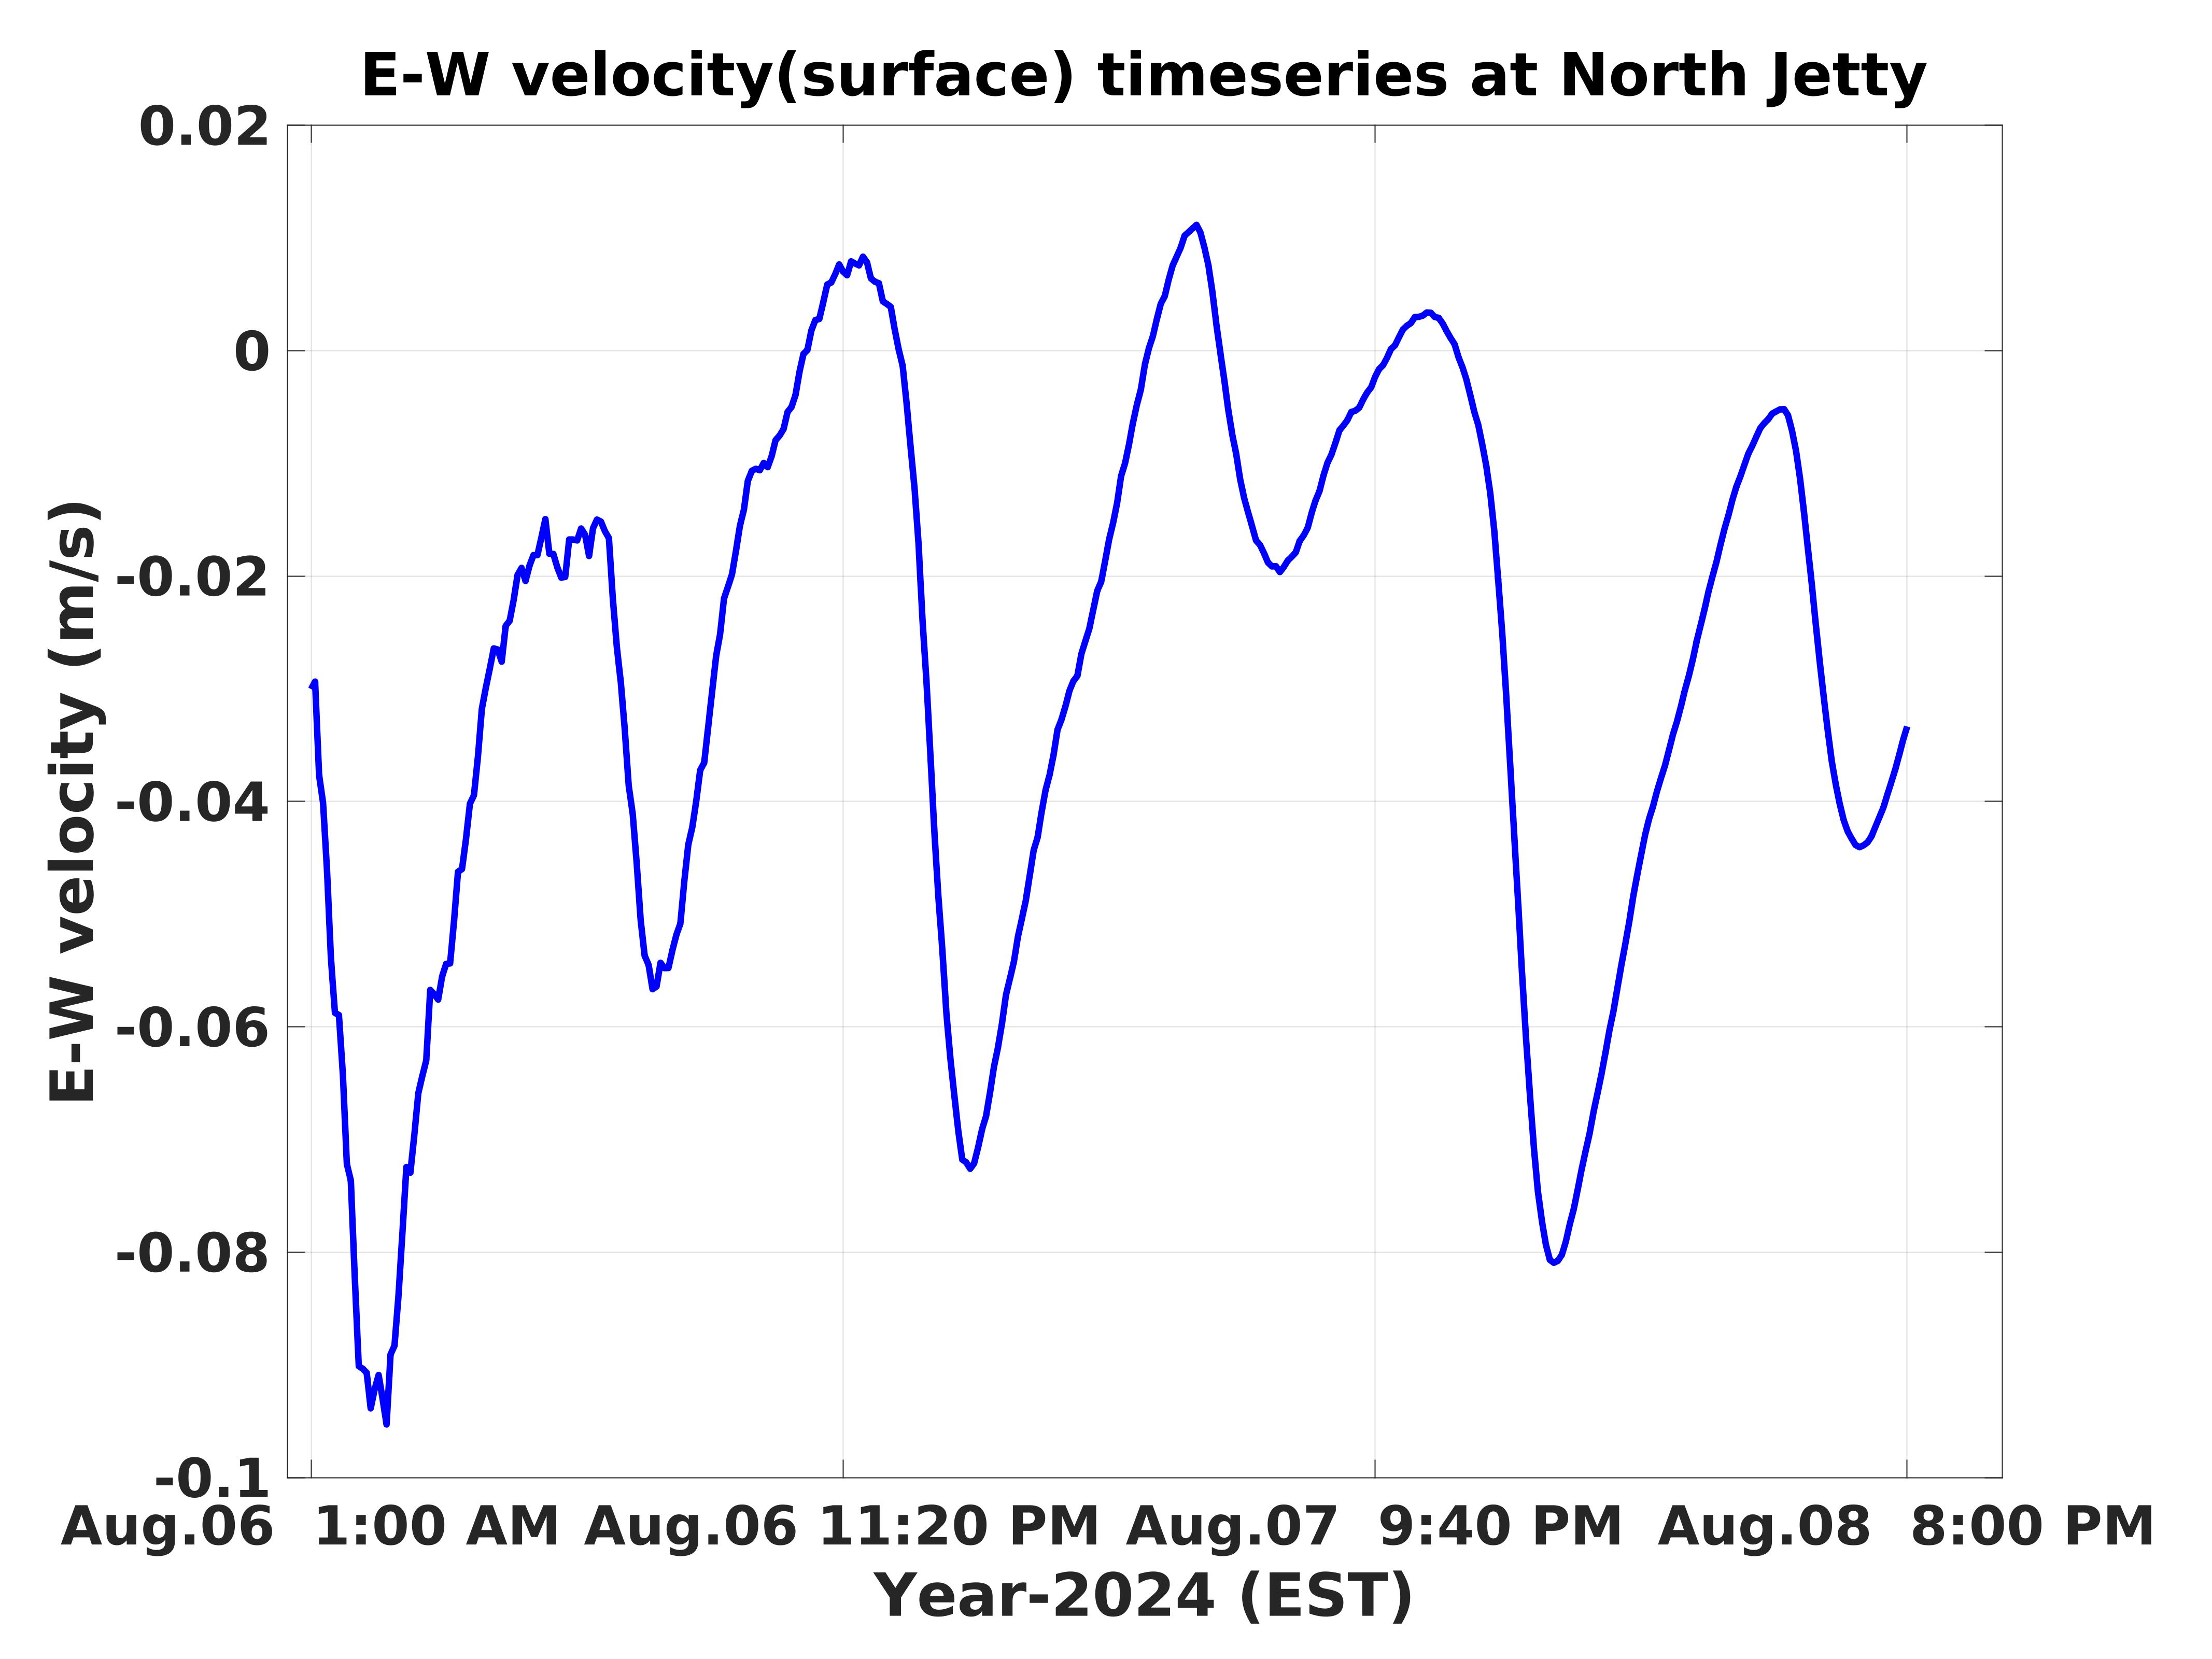 E-W velocity(surface) timeseries at North Jetty
0.02
0
-0.02
-0.04
-0.06
-0.08
-0.1
E-W velocity (m/s)
Aug.06 1:00 AM Aug.06 11:20 PM Aug.07 9:40 PM Aug.08 8:00 PM
Year-2024 (EST)